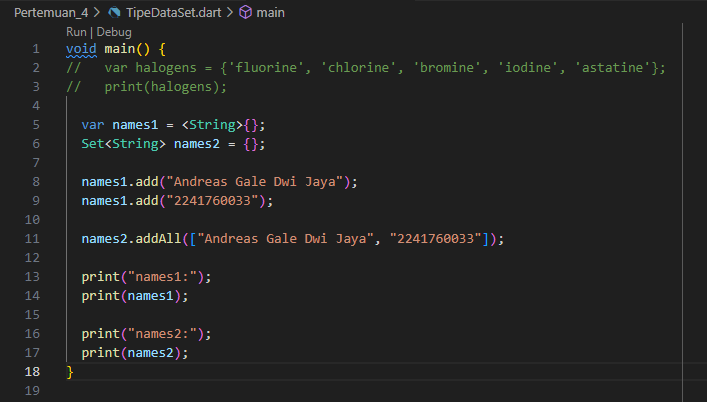 Pertemuan_4 > TipeDataSet.dart > main
Run | Debug
1 void main() {
2 //   var halogens = {'fluorine', 'chlorine', 'bromine', 'iodine', 'astatine'};
3 //   print(halogens);
4
5   var names1 = <String>{};
6   Set<String> names2 = {};
7
8   names1.add("Andreas Gale Dwi Jaya");
9   names1.add("2241760033");
10
11   names2.addAll(["Andreas Gale Dwi Jaya", "2241760033"]);
12
13   print("names1:");
14   print(names1);
15
16   print("names2:");
17   print(names2);
18 }
19